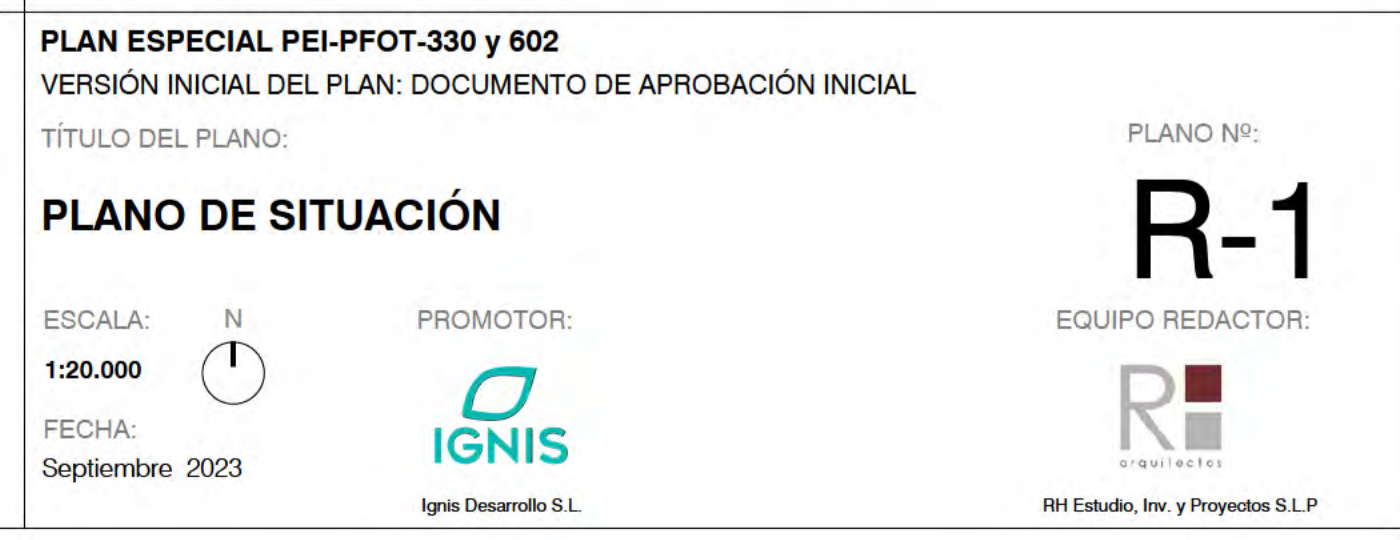 PLAN ESPECIAL PEI-PFOT-330 y 602
VERSIÓN INICIAL DEL PLAN: DOCUMENTO DE APROBACIÓN INICIAL
TÍTULO DEL PLANO:
PLANO Nº:
PLANO DE SITUACIÓN
R-1
ESCALA:
N
PROMOTOR:
EQUIPO REDACTOR:
1:20.000
IGNIS
R
arquitectos
FECHA:
Septiembre 2023
Ignis Desarrollo S.L.
RH Estudio, Inv. y Proyectos S.L.P